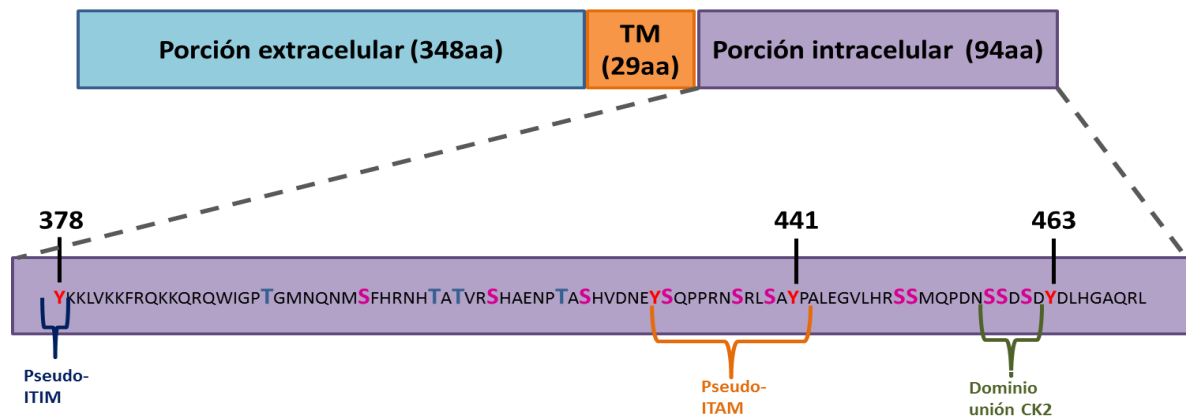 Porción extracelular (348aa)
TM
(29aa)
Porción intracelular (94aa)
378
441
463
YKKLVKKFRQKKQRQWIGPTGMNQNMSFHRNHTATVRSHAENPTASHVDNEYSQPPRNSRLSAYPALEGVLHRSSMQPDNSSDSDYDLHGAQRL
Pseudo-
ITIM
Pseudo-
ITAM
Dominio
unión CK2